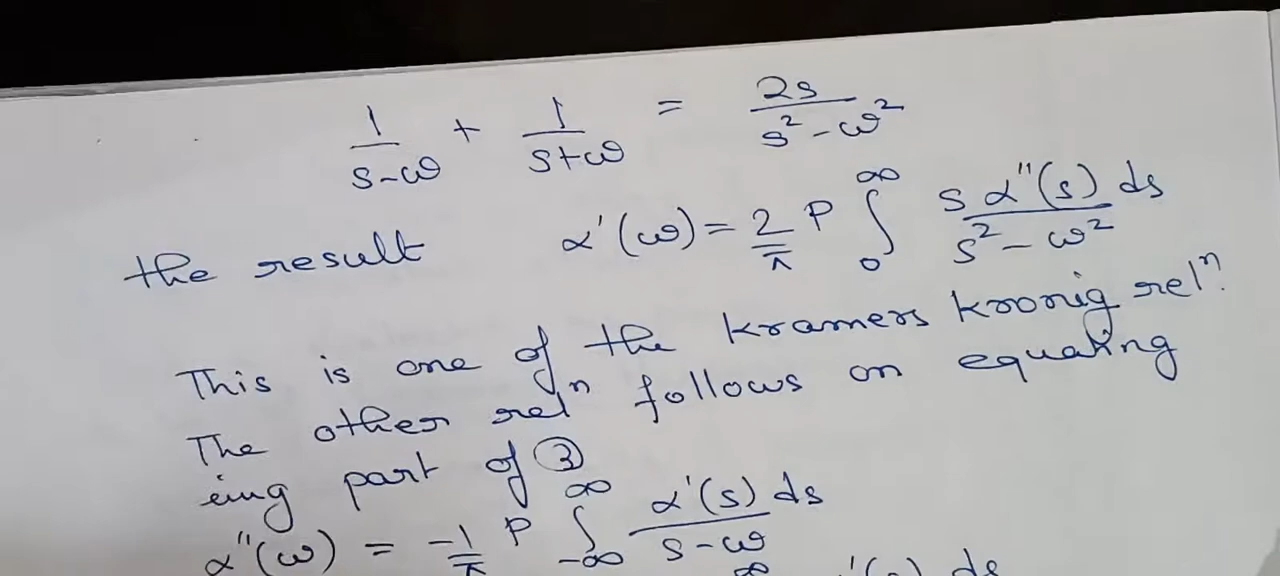 1/(s-ω) + 1/(s+ω) = 2s/(s²-ω²)
the result α'(ω) = 2/π P ∫₀^∞ s α''(s) ds/(s² - ω²)
This is one of the Kramers Kronig relⁿ.
The other relⁿ follows on equating
img part of ③
α''(ω) = -1/π P ∫_{-∞}^{∞} α'(s) ds/(s-ω)
∞ '(s) ds